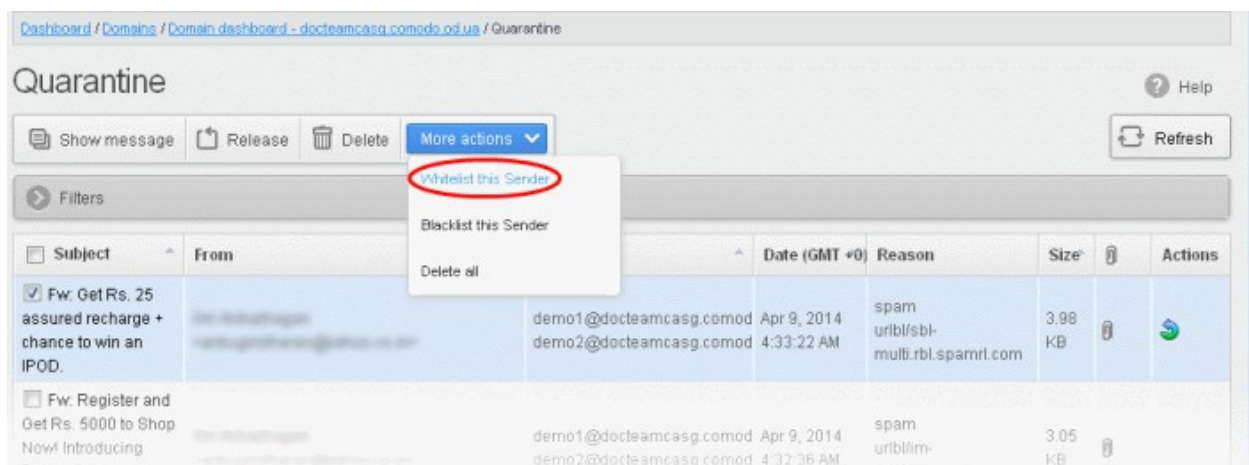 Dashboard / Domains / Domain dashboard - docteamcasg.comodo.od.ua / Quarantine
Quarantine
Help
Show message Release Delete More actions Refresh
Whitelist this Sender
Filters
Blacklist this Sender
Delete all
Subject From Date (GMT +0) Reason Size Actions
Fw: Get Rs. 25
assured recharge +
chance to win an
IPOD.
demo1@docteamcasg.comod
demo2@docteamcasg.comod
Apr 9, 2014
4:33:22 AM
spam
urlbl/sbl-
multi.rbl.spamrl.com
3.98
KB
Fw: Register and
Get Rs. 5000 to Shop
Now! Introducing
demo1@docteamcasg.comod
demo2@docteamcasg.comod
Apr 9, 2014
4:32:36 AM
spam
urlbl/im-
3.05
KB